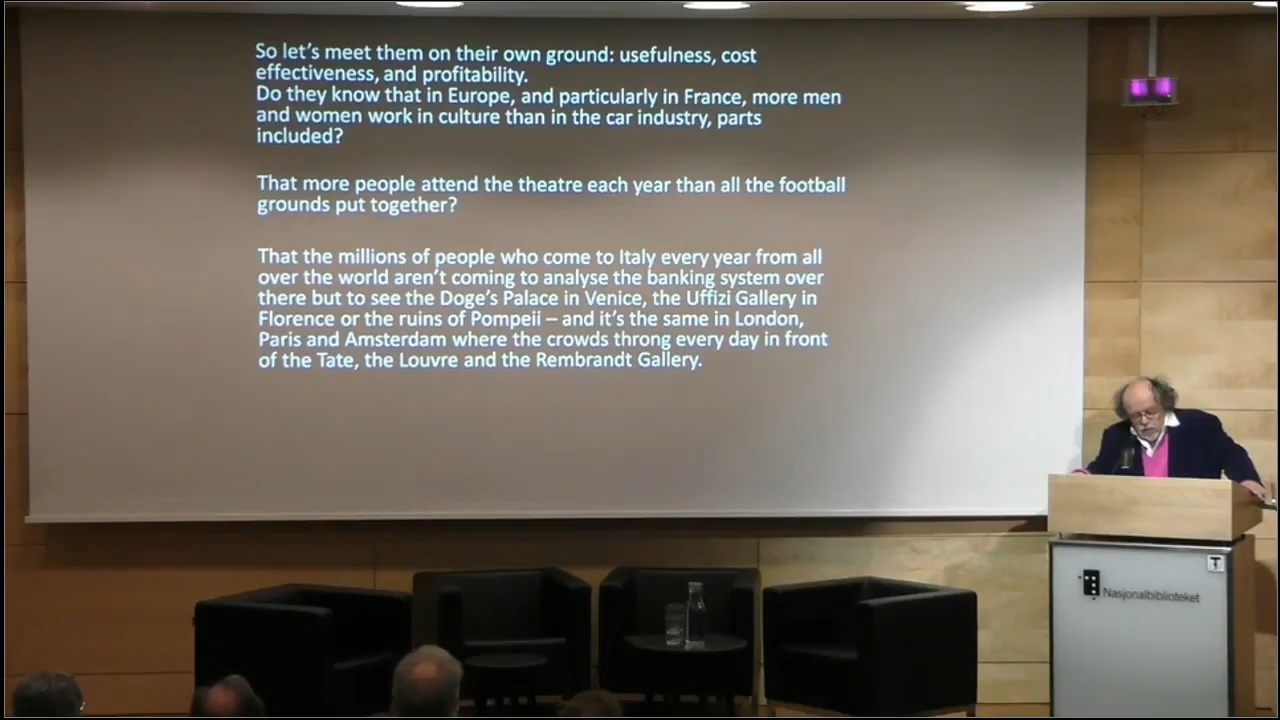 So let's meet them on their own ground: usefulness, cost
effectiveness, and profitability.
Do they know that in Europe, and particularly in France, more men
and women work in culture than in the car industry, parts
included?
That more people attend the theatre each year than all the football
grounds put together?
That the millions of people who come to Italy every year from all
over the world aren't coming to analyse the banking system over
there but to see the Doge's Palace in Venice, the Uffizi Gallery in
Florence or the ruins of Pompeii – and it's the same in London,
Paris and Amsterdam where the crowds throng every day in front
of the Tate, the Louvre and the Rembrandt Gallery.
T
Nasjonalbiblioteket